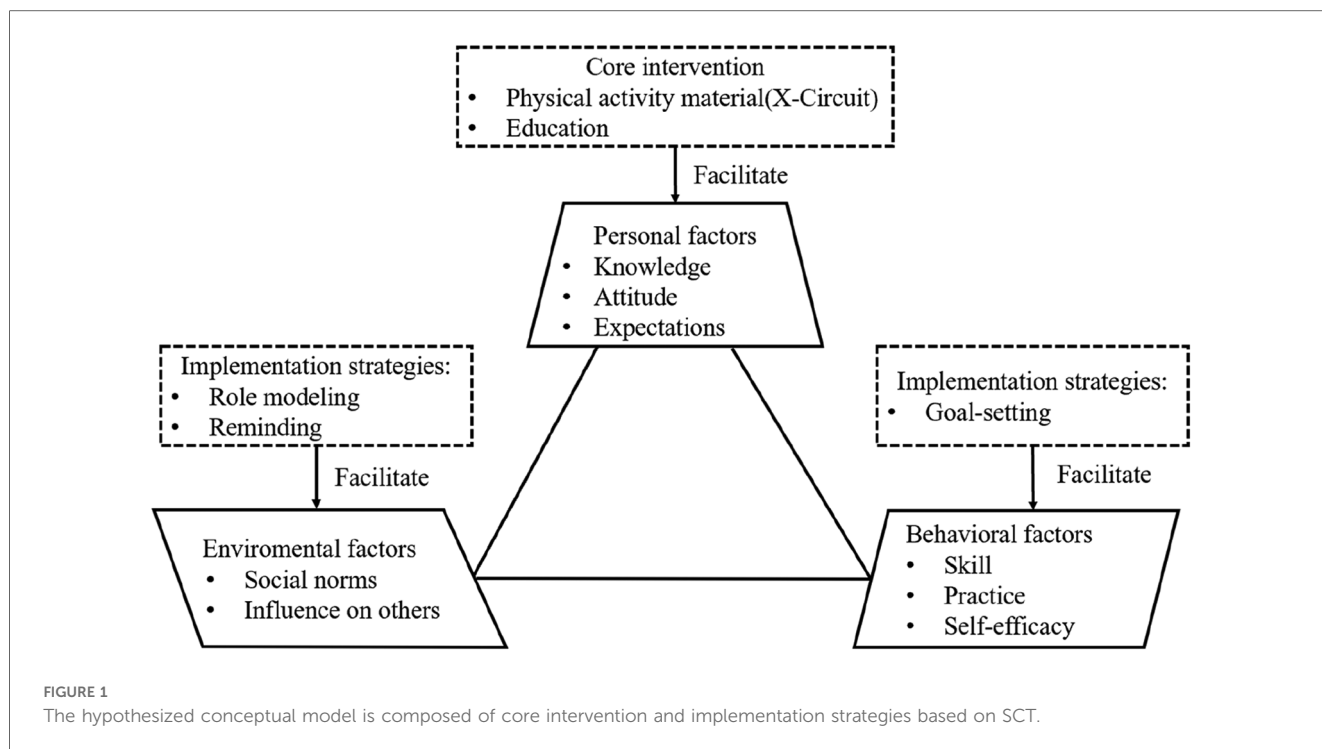 Core intervention
• Physical activity material(X-Circuit)
• Education
Facilitate
Personal factors
• Knowledge
• Attitude
• Expectations
Implementation strategies:
• Role modeling
• Reminding
Facilitate
Enviromental factors
• Social norms
• Influence on others
Implementation strategies:
• Goal-setting
Facilitate
Behavioral factors
• Skill
• Practice
• Self-efficacy
FIGURE 1
The hypothesized conceptual model is composed of core intervention and implementation strategies based on SCT.